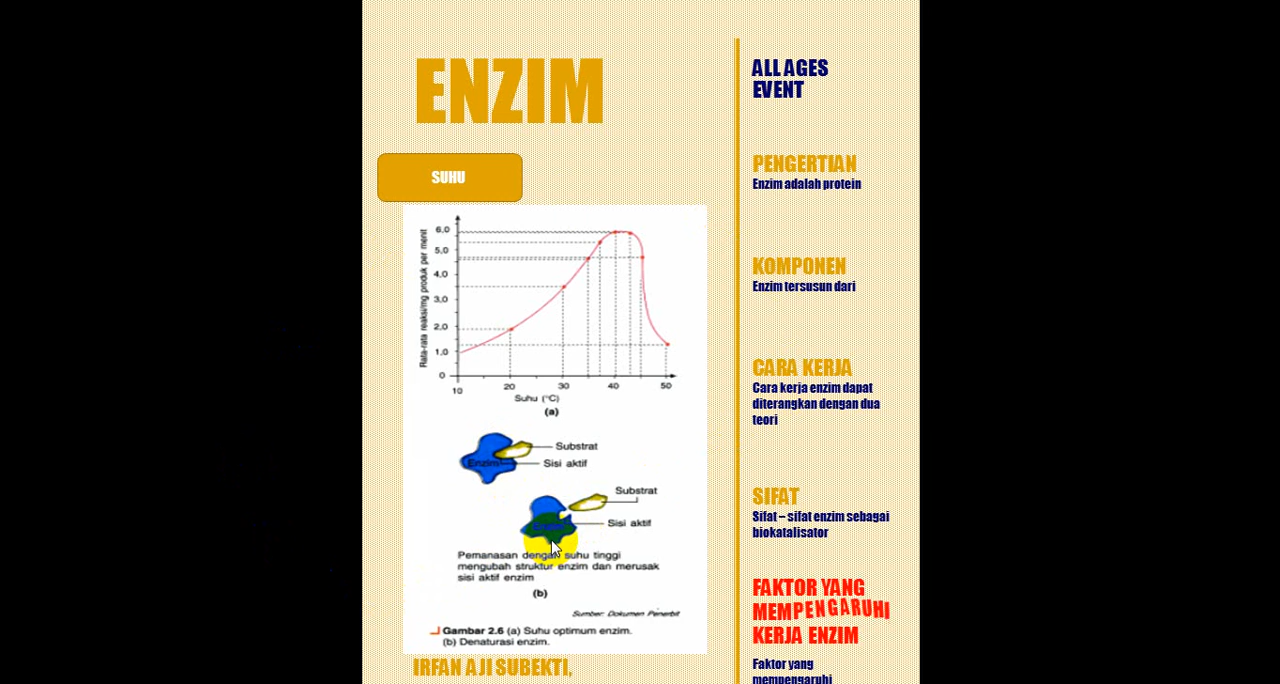 ENZIM
SUHU
Rata-rata reaksi/mg produk per menit
6,0
5,0
4,0
3,0
2,0
1,0
0
10
20
30
40
50
Suhu (°C)
(a)
Substrat
Enzim
Sisi aktif
Substrat
Enzim
Sisi aktif
Pemanasan dengan suhu tinggi
mengubah struktur enzim dan merusak
sisi aktif enzim
(b)
Sumber: Dokumen Penerbit
Gambar 2.6 (a) Suhu optimum enzim.
(b) Denaturasi enzim.
IRFAN AJI SUBEKTI,
ALL AGES
EVENT
PENGERTIAN
Enzim adalah protein
KOMPONEN
Enzim tersusun dari
CARA KERJA
Cara kerja enzim dapat
diterangkan dengan dua
teori
SIFAT
Sifat – sifat enzim sebagai
biokatalisator
FAKTOR YANG
MEMPENGARUHI
KERJA ENZIM
Faktor yang
mempengaruhi